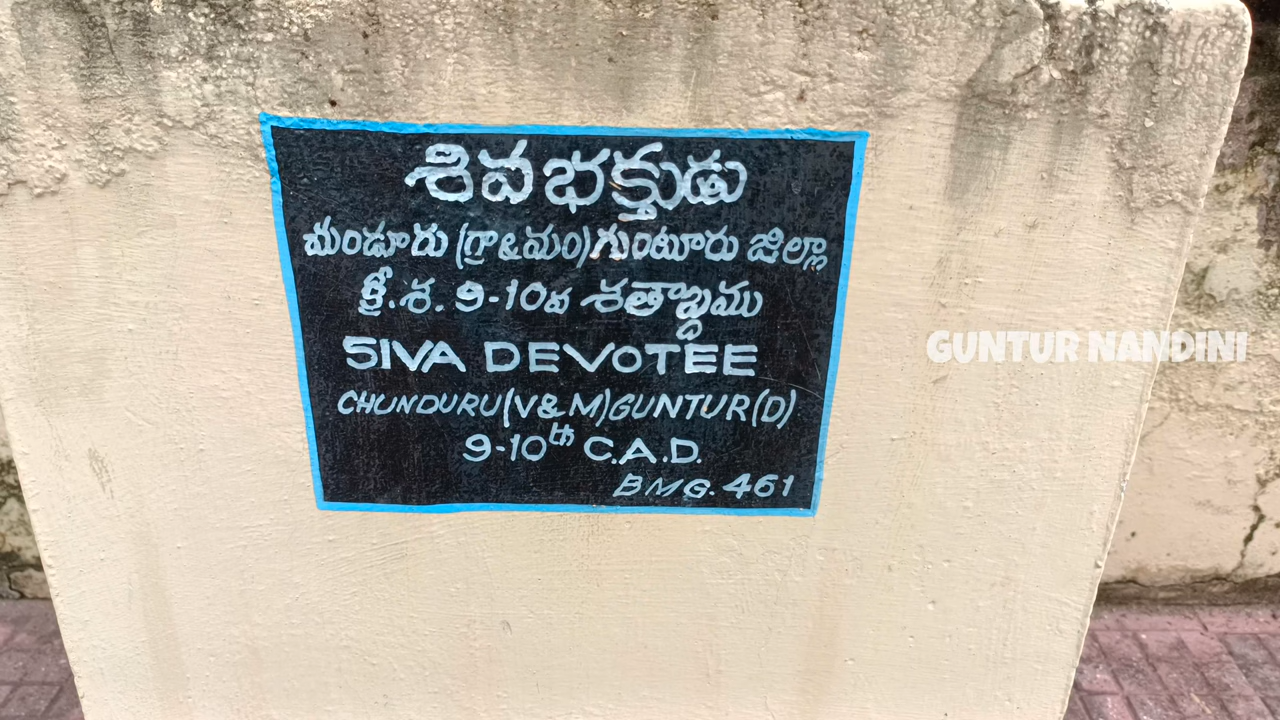 శివభక్తుడు
చుండూరు (గ్రా & మం) గుంటూరు జిల్లా
క్రీ.శ. 9-10వ శతాబ్దము
SIVA DEVOTEE
CHUNDURU (V & M) GUNTUR (D)
9-10th C.A.D.
BMG. 461
GUNTUR NANDINI